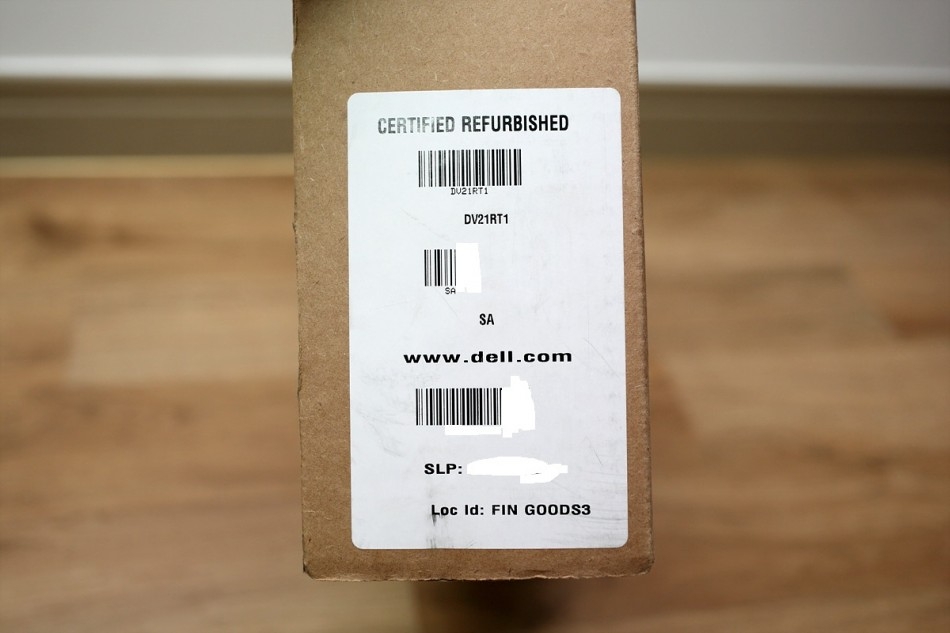 CERTIFIED REFURBISHED
DV21RT1
DV21RT1
SA
SA
www.dell.com
SLP:
Loc Id: FIN GOODS3